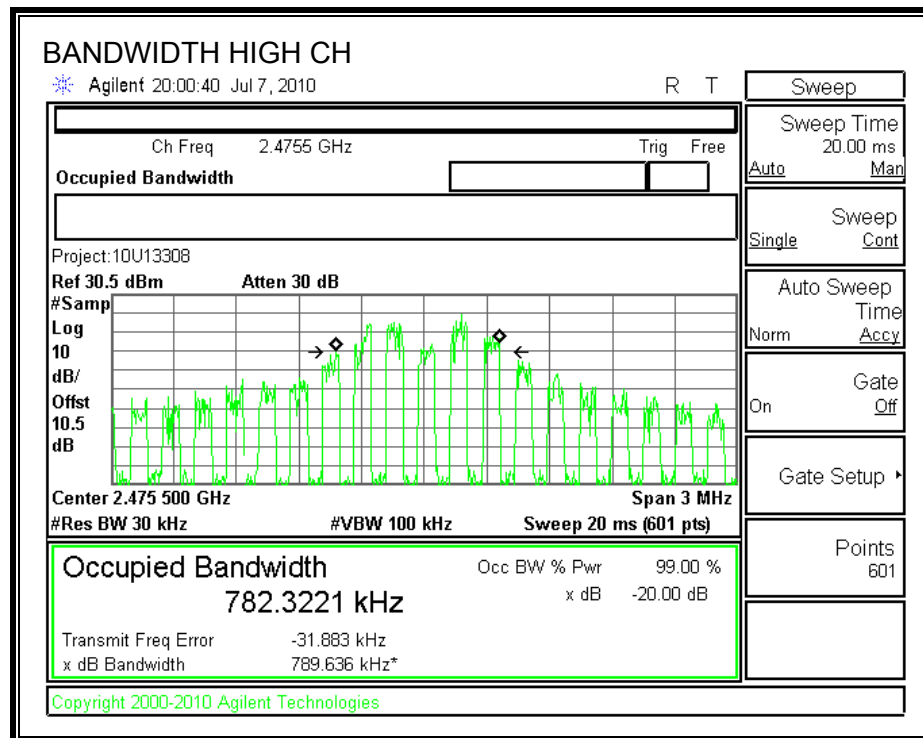 BANDWIDTH HIGH CH
Agilent 20:00:40 Jul 7, 2010 R T
Sweep
Ch Freq 2.4755 GHz Trig Free
Occupied Bandwidth
Sweep Time
20.00 ms
Auto Man
Sweep
Single Cont
Project:10U13308
Ref 30.5 dBm Atten 30 dB
#Samp
Log
10
dB/
Offst
10.5
dB
Auto Sweep
Time
Norm Accy
Gate
On Off
Gate Setup
Center 2.475 500 GHz Span 3 MHz
#Res BW 30 kHz #VBW 100 kHz Sweep 20 ms (601 pts)
Points
601
Occupied Bandwidth Occ BW % Pwr 99.00 %
782.3221 kHz x dB -20.00 dB
Transmit Freq Error -31.883 kHz
x dB Bandwidth 789.636 kHz*
Copyright 2000-2010 Agilent Technologies